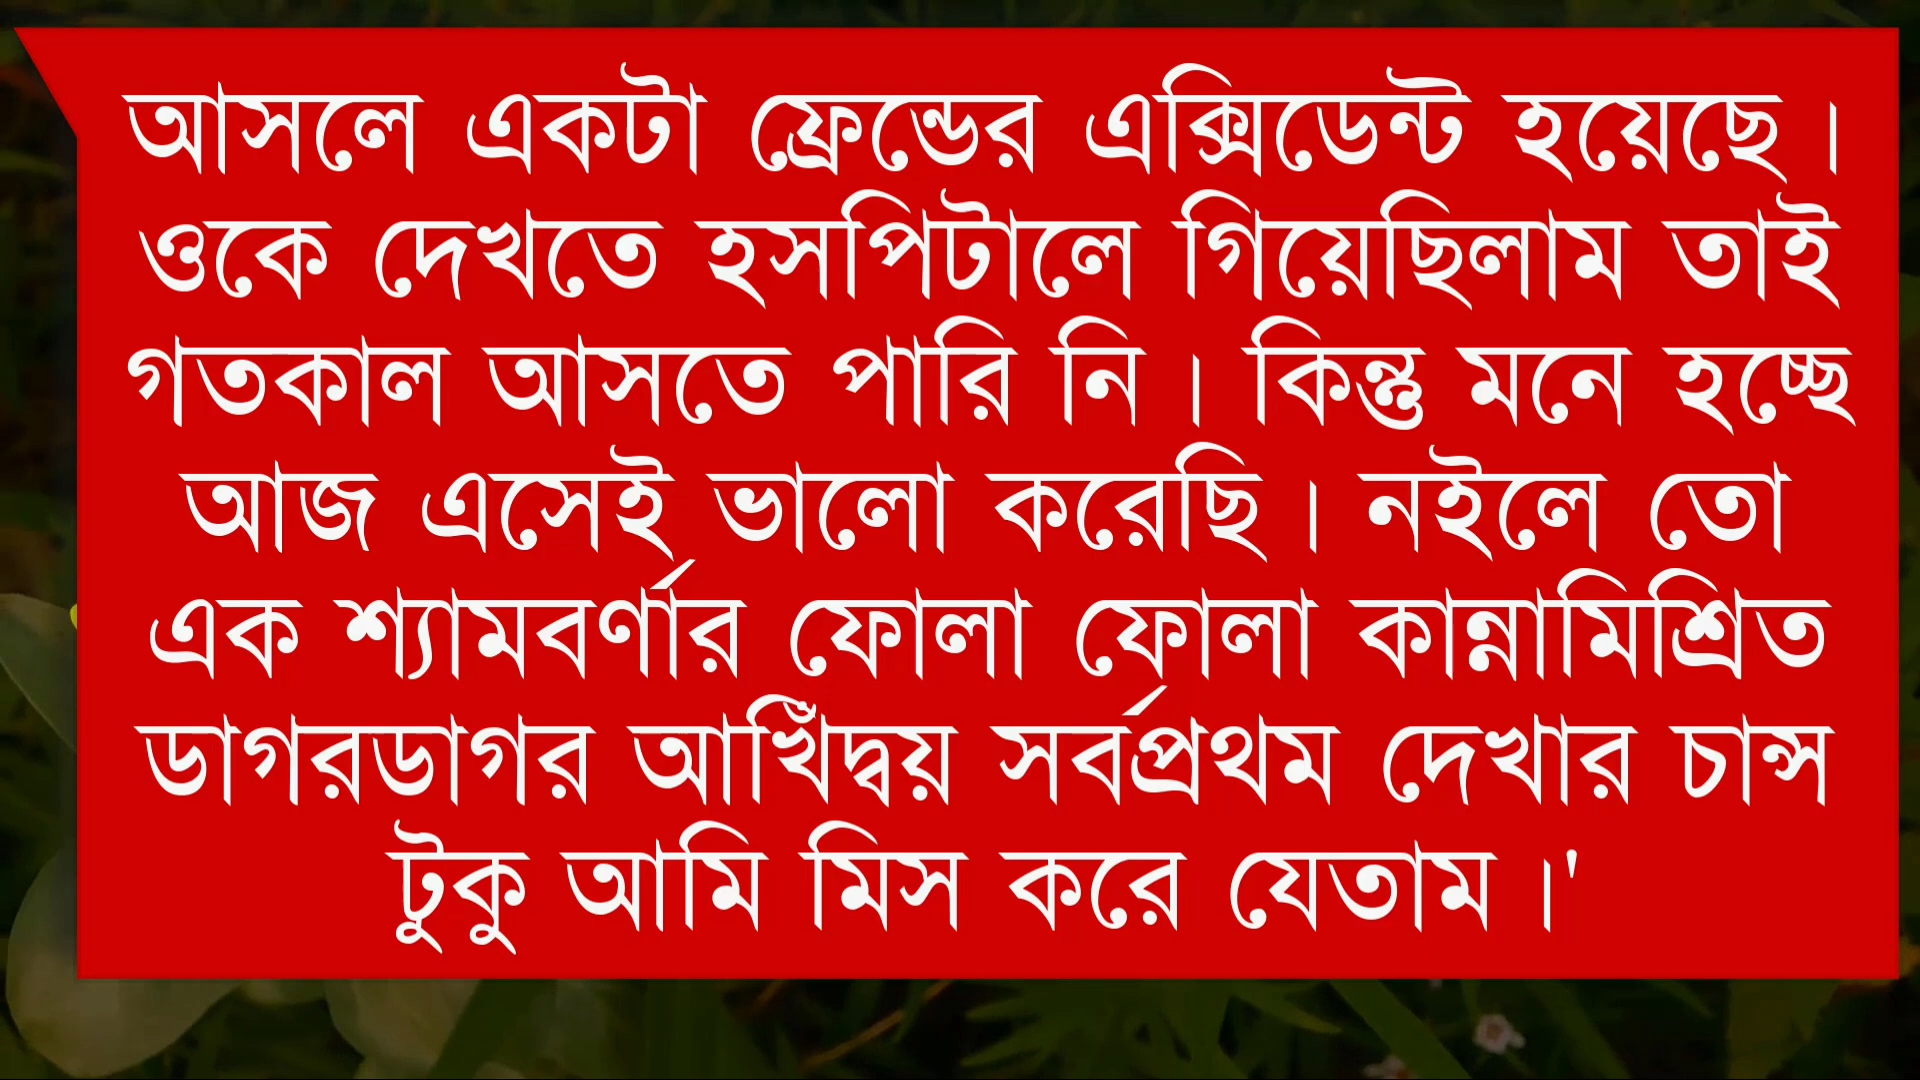 আসলে একটা ফ্রেন্ডের এক্সিডেন্ট হয়েছে ।
ওকে দেখতে হসপিটালে গিয়েছিলাম তাই
গতকাল আসতে পারি নি । কিন্তু মনে হচ্ছে
আজ এসেই ভালো করেছি । নইলে তো
এক শ্যামবর্ণার ফোলা ফোলা কান্নামিশ্রিত
ডাগরডাগর আখিঁদ্বয় সর্বপ্রথম দেখার চান্স
টুকু আমি মিস করে যেতাম ।'